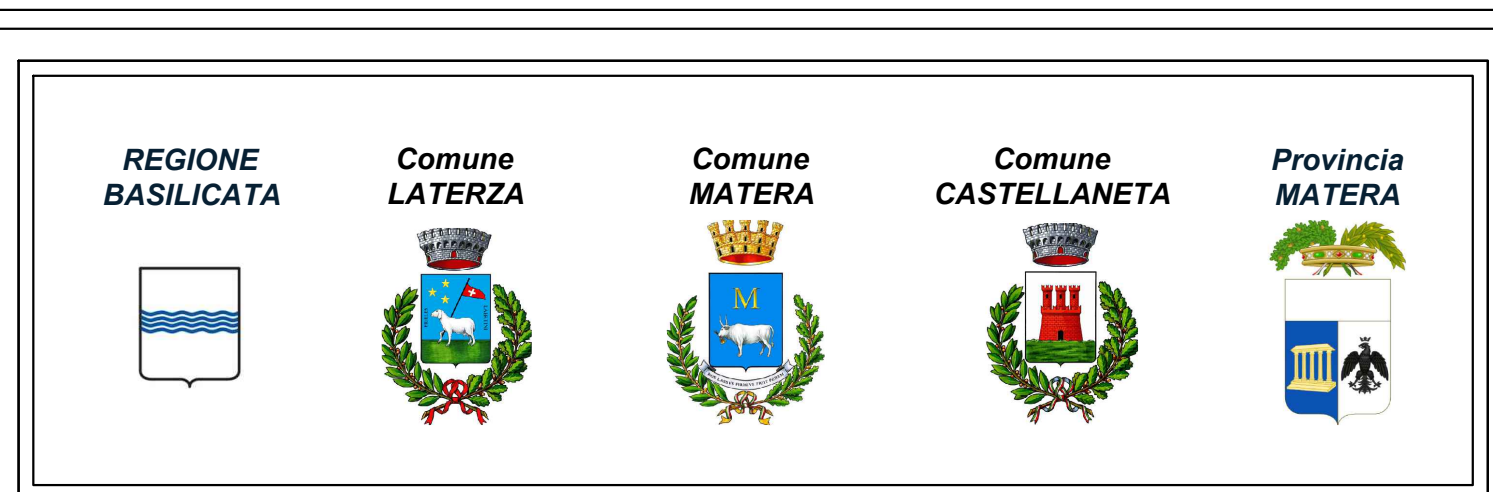 REGIONE
BASILICATA
Comune
LATERZA
Comune
MATERA
M
Comune
CASTELLANETA
Provincia
MATERA